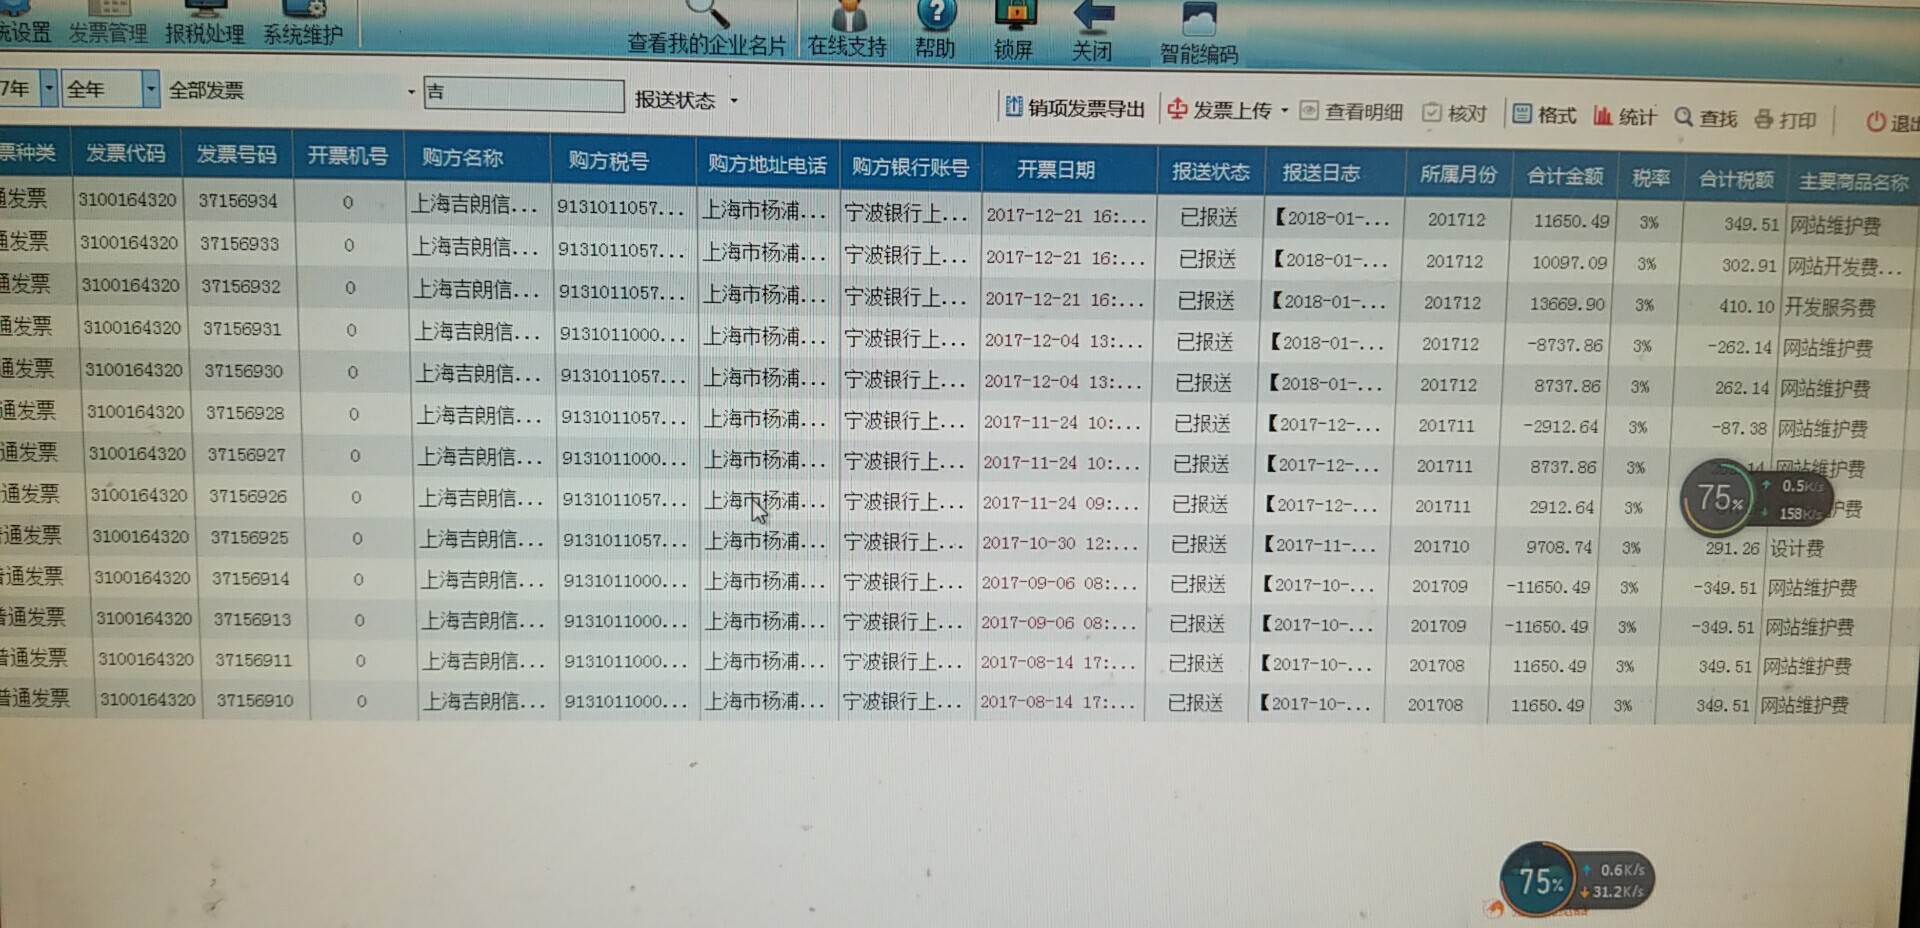 统设置 发票管理 报税处理 系统维护 查看我的企业名片 在线支持 帮助 锁屏 关闭 智能编码
7年 全年 全部发票 吉 报送状态 销项发票导出 发票上传 查看明细 核对 格式 统计 查找 打印 退出
票种类 发票代码 发票号码 开票机号 购方名称 购方税号 购方地址电话 购方银行账号 开票日期 报送状态 报送日志 所属月份 合计金额 税率 合计税额 主要商品名称
通发票 3100164320 37156934 0 上海吉朗信... 9131011057... 上海市杨浦... 宁波银行上... 2017-12-21 16:... 已报送 【2018-01-... 201712 11650.49 3% 349.51 网站维护费
通发票 3100164320 37156933 0 上海吉朗信... 9131011057... 上海市杨浦... 宁波银行上... 2017-12-21 16:... 已报送 【2018-01-... 201712 10097.09 3% 302.91 网站开发费...
通发票 3100164320 37156932 0 上海吉朗信... 9131011057... 上海市杨浦... 宁波银行上... 2017-12-21 16:... 已报送 【2018-01-... 201712 13669.90 3% 410.10 开发服务费
通发票 3100164320 37156931 0 上海吉朗信... 9131011000... 上海市杨浦... 宁波银行上... 2017-12-04 13:... 已报送 【2018-01-... 201712 -8737.86 3% -262.14 网站维护费
通发票 3100164320 37156930 0 上海吉朗信... 9131011057... 上海市杨浦... 宁波银行上... 2017-12-04 13:... 已报送 【2018-01-... 201712 8737.86 3% 262.14 网站维护费
通发票 3100164320 37156928 0 上海吉朗信... 9131011057... 上海市杨浦... 宁波银行上... 2017-11-24 10:... 已报送 【2017-12-... 201711 -2912.64 3% -87.38 网站维护费
通发票 3100164320 37156927 0 上海吉朗信... 9131011000... 上海市杨浦... 宁波银行上... 2017-11-24 10:... 已报送 【2017-12-... 201711 8737.86 3% 网站维护费
通发票 3100164320 37156926 0 上海吉朗信... 9131011057... 上海市杨浦... 宁波银行上... 2017-11-24 09:... 已报送 【2017-12-... 201711 2912.64 3% 护费
75% 0.5K/s
158K/s
普通发票 3100164320 37156925 0 上海吉朗信... 9131011057... 上海市杨浦... 宁波银行上... 2017-10-30 12:... 已报送 【2017-11-... 201710 9708.74 3% 291.26 设计费
普通发票 3100164320 37156914 0 上海吉朗信... 9131011000... 上海市杨浦... 宁波银行上... 2017-09-06 08:... 已报送 【2017-10-... 201709 -11650.49 3% -349.51 网站维护费
普通发票 3100164320 37156913 0 上海吉朗信... 9131011000... 上海市杨浦... 宁波银行上... 2017-09-06 08:... 已报送 【2017-10-... 201709 -11650.49 3% -349.51 网站维护费
普通发票 3100164320 37156911 0 上海吉朗信... 9131011000... 上海市杨浦... 宁波银行上... 2017-08-14 17:... 已报送 【2017-10-... 201708 11650.49 3% 349.51 网站维护费
普通发票 3100164320 37156910 0 上海吉朗信... 9131011000... 上海市杨浦... 宁波银行上... 2017-08-14 17:... 已报送 【2017-10-... 201708 11650.49 3% 349.51 网站维护费
75% 0.6K/s
31.2K/s